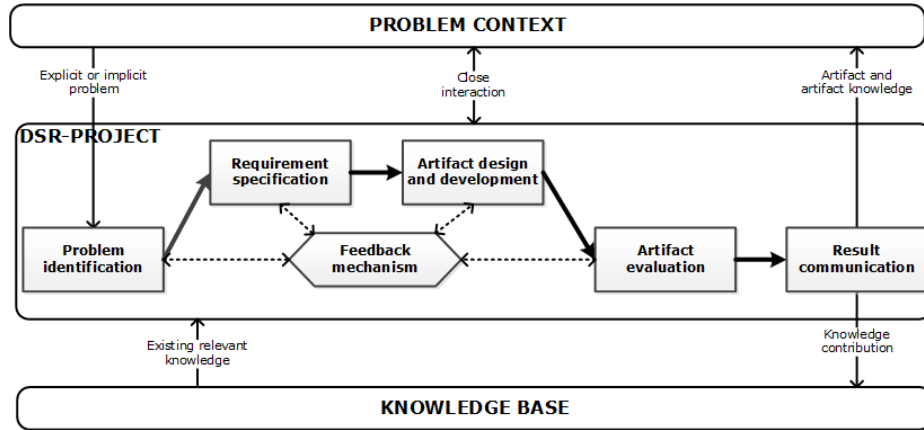 PROBLEM CONTEXT
Explicit or implicit
problem
Close
interaction
Artifact and
artifact knowledge
DSR-PROJECT
Requirement
specification
Artifact design
and development
Problem
identification
Feedback
mechanism
Artifact
evaluation
Result
communication
Existing relevant
knowledge
Knowledge
contribution
KNOWLEDGE BASE